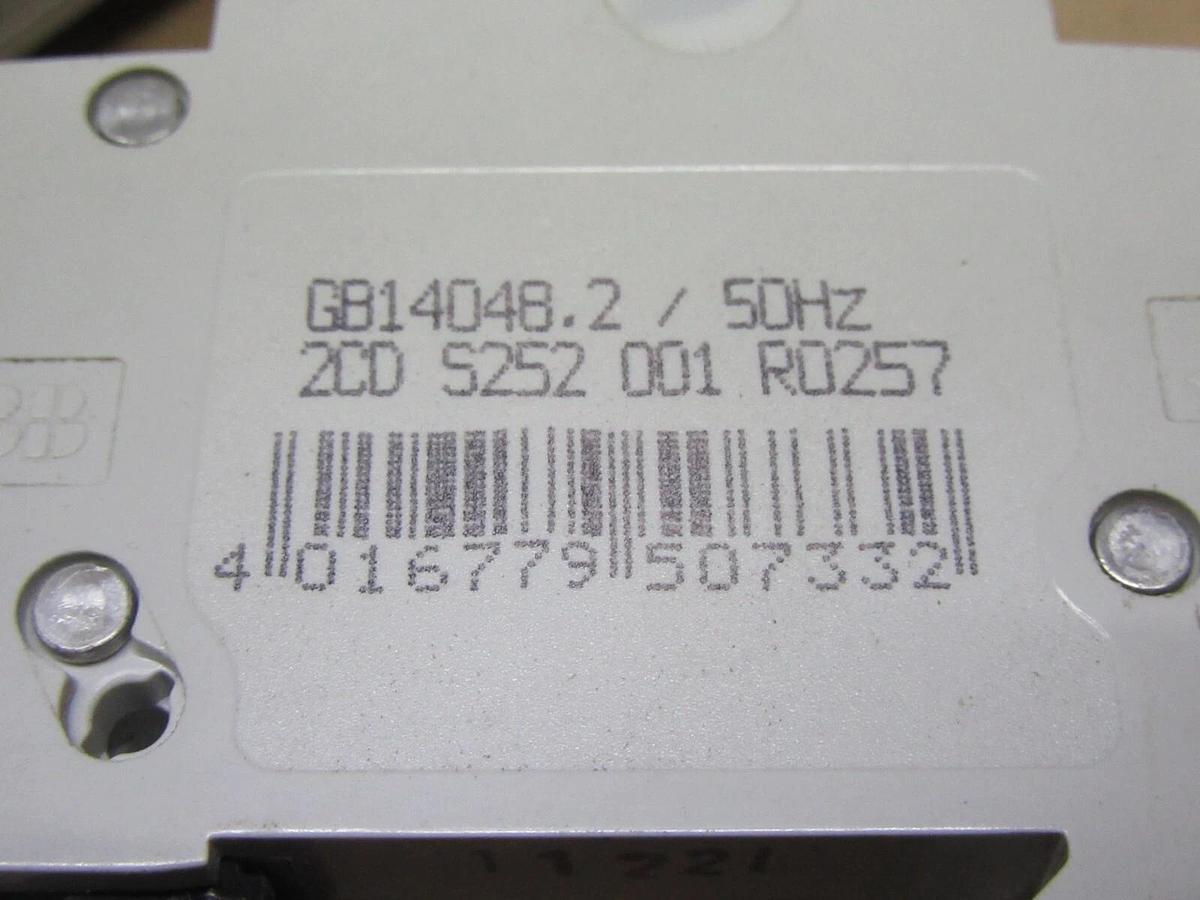 GB14048.2 / 50Hz
2CD S252 001 R0257
4 016779 507332